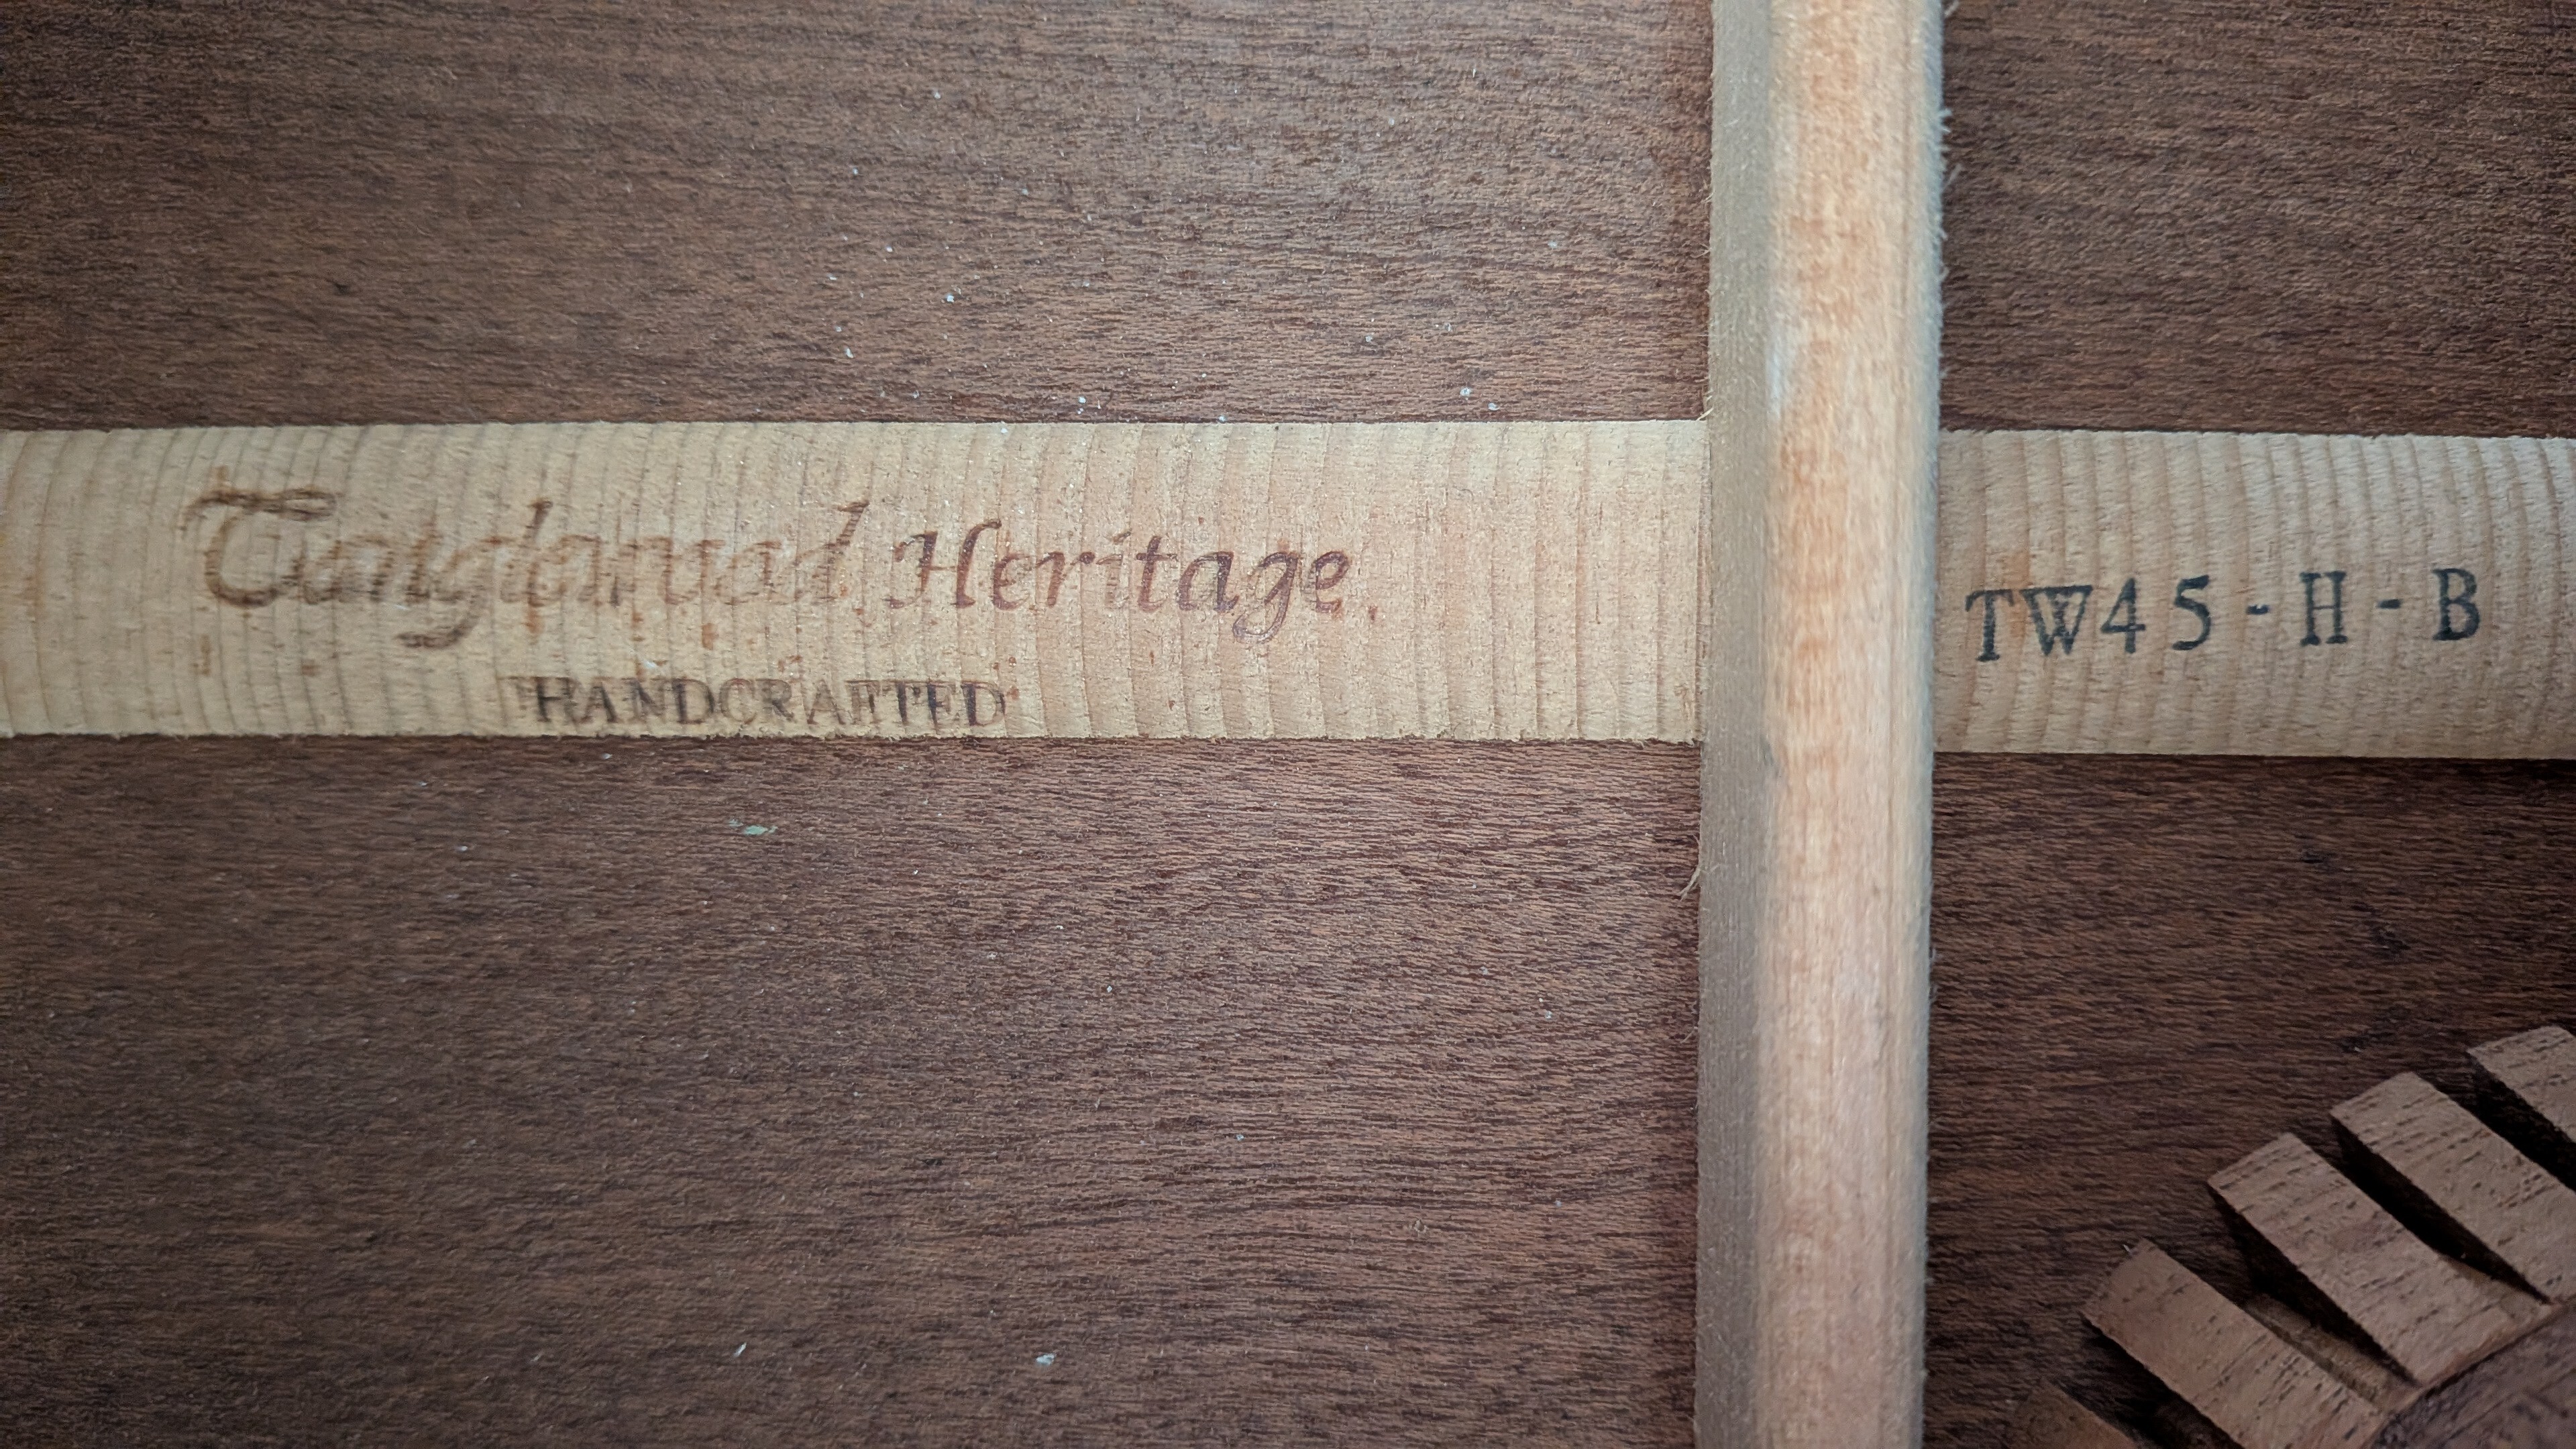 Tanglewood Heritage
HANDCRAFTED
TW45-H-B